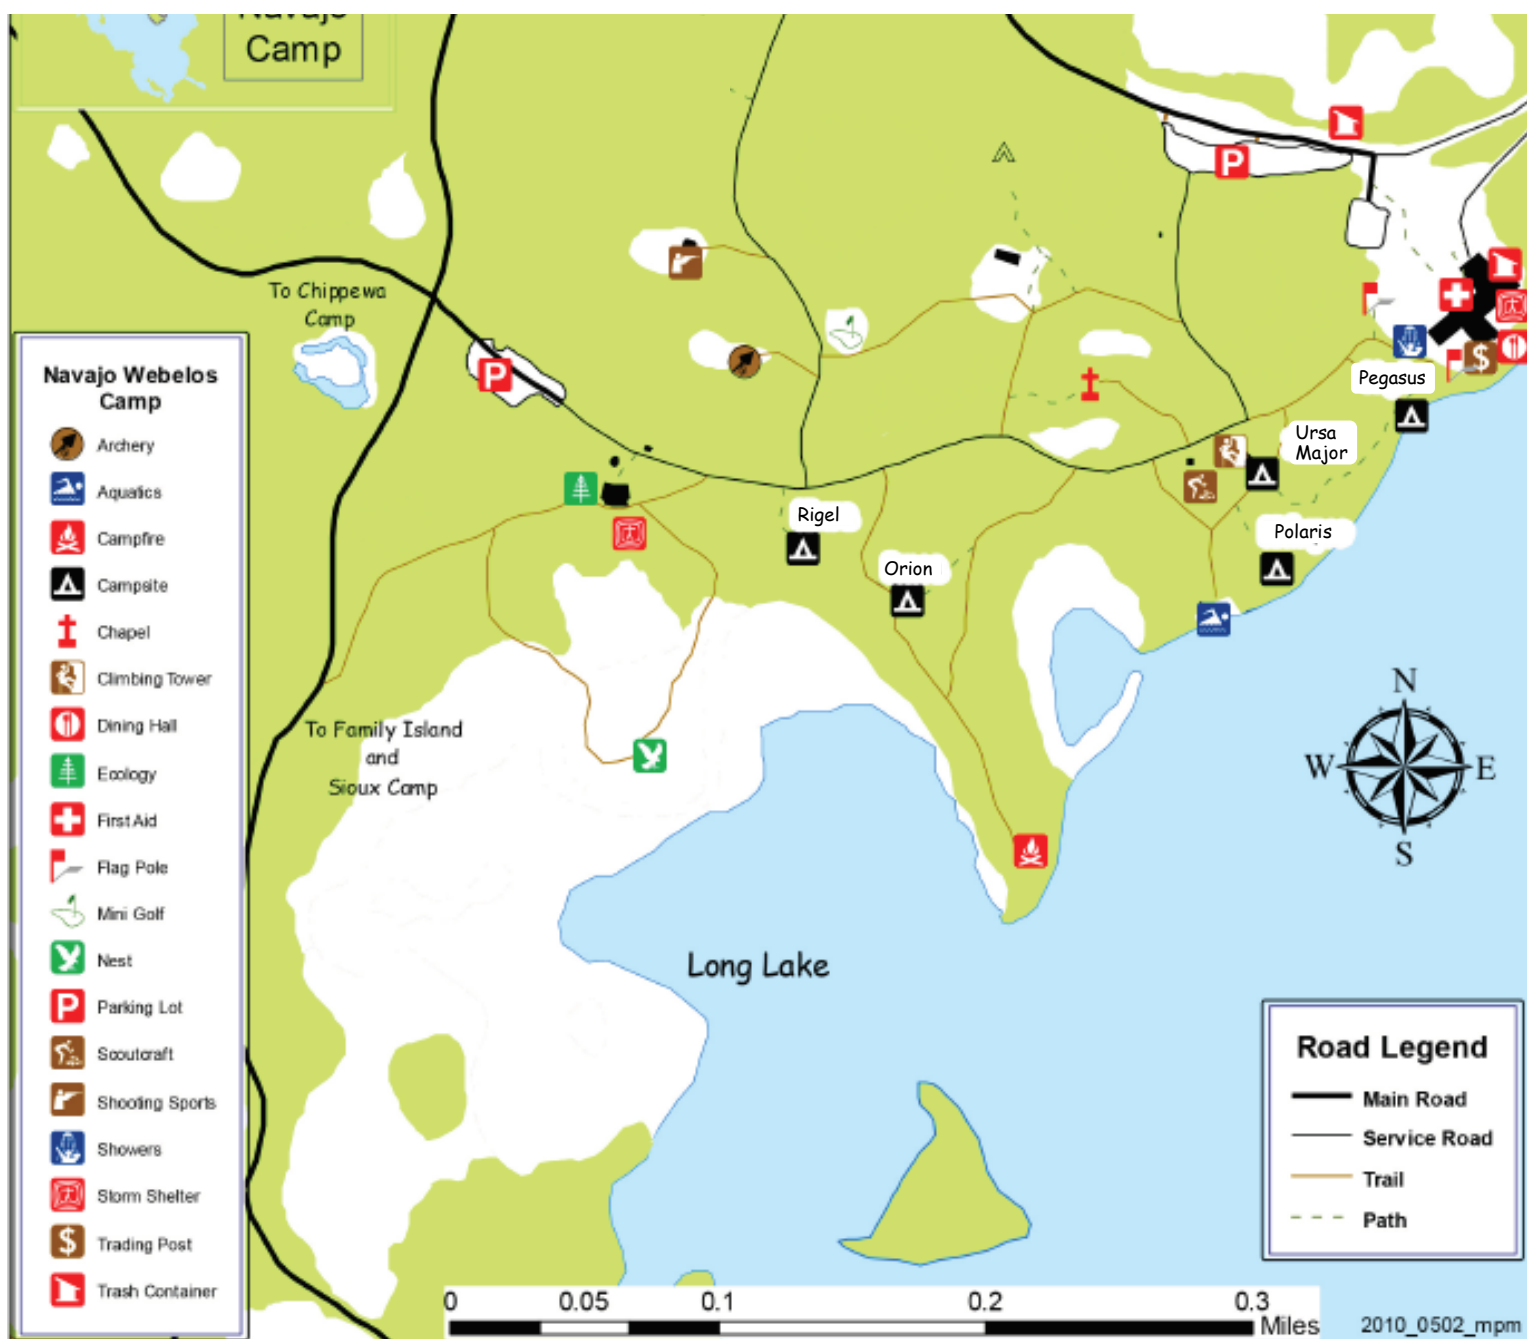 Navajo
Camp
To Chippewa
Camp
Navajo Webelos
Camp
Archery
Aquatics
Campfire
Campsite
Chapel
Climbing Tower
Dining Hall
Ecology
First Aid
Flag Pole
Mini Golf
Nest
Parking Lot
Scoutcraft
Shooting Sports
Showers
Storm Shelter
Trading Post
Trash Container
P
P
$
Pegasus
Ursa
Major
Rigel
Orion
Polaris
To Family Island
and
Sioux Camp
N
W
E
S
Long Lake
Road Legend
Main Road
Service Road
Trail
Path
0
0.05
0.1
0.2
0.3
Miles
2010_0502_mpm
P
$